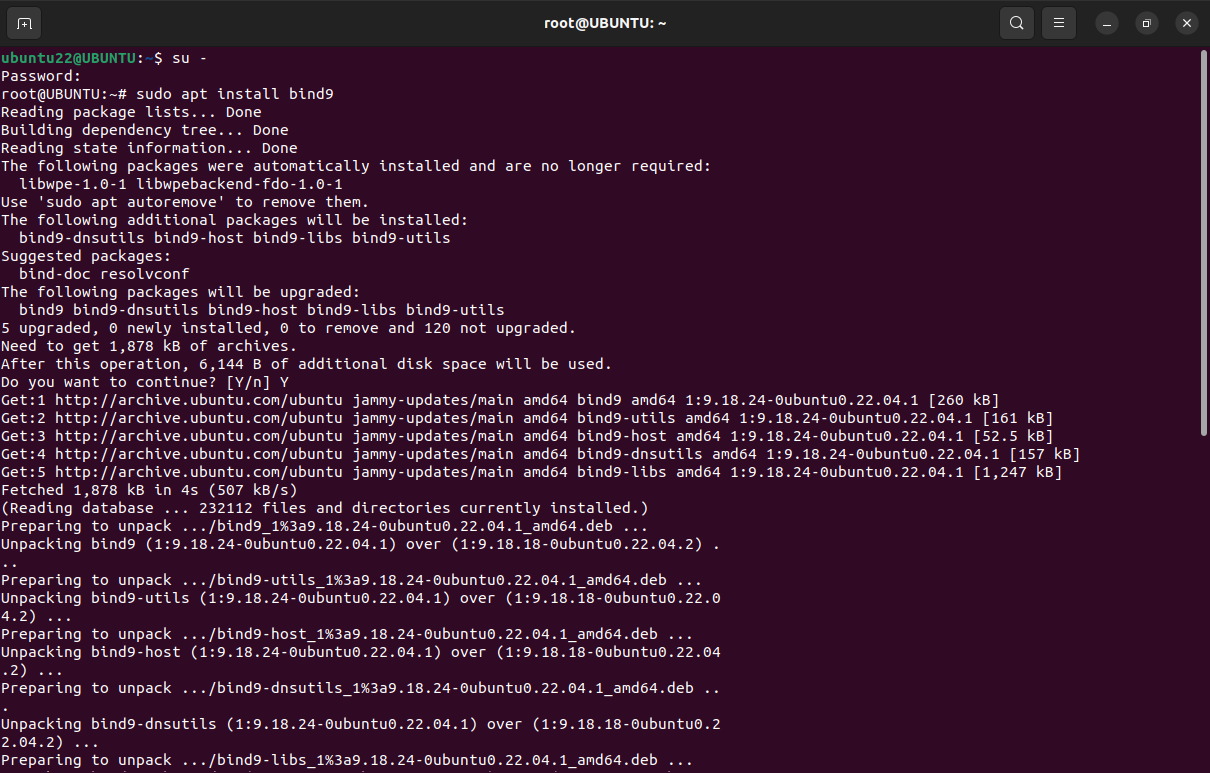 root@UBUNTU: ~
ubuntu22@UBUNTU:~$ su -
Password:
root@UBUNTU:~# sudo apt install bind9
Reading package lists... Done
Building dependency tree... Done
Reading state information... Done
The following packages were automatically installed and are no longer required:
  libwpe-1.0-1 libwpebackend-fdo-1.0-1
Use 'sudo apt autoremove' to remove them.
The following additional packages will be installed:
  bind9-dnsutils bind9-host bind9-libs bind9-utils
Suggested packages:
  bind-doc resolvconf
The following packages will be upgraded:
  bind9 bind9-dnsutils bind9-host bind9-libs bind9-utils
5 upgraded, 0 newly installed, 0 to remove and 120 not upgraded.
Need to get 1,878 kB of archives.
After this operation, 6,144 B of additional disk space will be used.
Do you want to continue? [Y/n] Y
Get:1 http://archive.ubuntu.com/ubuntu jammy-updates/main amd64 bind9 amd64 1:9.18.24-0ubuntu0.22.04.1 [260 kB]
Get:2 http://archive.ubuntu.com/ubuntu jammy-updates/main amd64 bind9-utils amd64 1:9.18.24-0ubuntu0.22.04.1 [161 kB]
Get:3 http://archive.ubuntu.com/ubuntu jammy-updates/main amd64 bind9-host amd64 1:9.18.24-0ubuntu0.22.04.1 [52.5 kB]
Get:4 http://archive.ubuntu.com/ubuntu jammy-updates/main amd64 bind9-dnsutils amd64 1:9.18.24-0ubuntu0.22.04.1 [157 kB]
Get:5 http://archive.ubuntu.com/ubuntu jammy-updates/main amd64 bind9-libs amd64 1:9.18.24-0ubuntu0.22.04.1 [1,247 kB]
Fetched 1,878 kB in 4s (507 kB/s)
(Reading database ... 232112 files and directories currently installed.)
Preparing to unpack .../bind9_1%3a9.18.24-0ubuntu0.22.04.1_amd64.deb ...
Unpacking bind9 (1:9.18.24-0ubuntu0.22.04.1) over (1:9.18.18-0ubuntu0.22.04.2) .
..
Preparing to unpack .../bind9-utils_1%3a9.18.24-0ubuntu0.22.04.1_amd64.deb ...
Unpacking bind9-utils (1:9.18.24-0ubuntu0.22.04.1) over (1:9.18.18-0ubuntu0.22.0
4.2) ...
Preparing to unpack .../bind9-host_1%3a9.18.24-0ubuntu0.22.04.1_amd64.deb ...
Unpacking bind9-host (1:9.18.24-0ubuntu0.22.04.1) over (1:9.18.18-0ubuntu0.22.04
.2) ...
Preparing to unpack .../bind9-dnsutils_1%3a9.18.24-0ubuntu0.22.04.1_amd64.deb ..
.
Unpacking bind9-dnsutils (1:9.18.24-0ubuntu0.22.04.1) over (1:9.18.18-0ubuntu0.2
2.04.2) ...
Preparing to unpack .../bind9-libs_1%3a9.18.24-0ubuntu0.22.04.1_amd64.deb ...